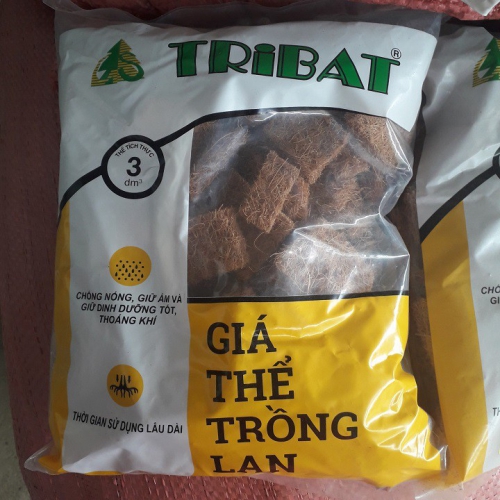 TRiBAT®
THỂ TÍCH THỰC
3
dm³
CHỐNG NÓNG, GIỮ ẨM VÀ
GIỮ DINH DƯỠNG TỐT,
THOÁNG KHÍ
THỜI GIAN SỬ DỤNG LÂU DÀI
GIÁ
THỂ
TRỒNG
LAN